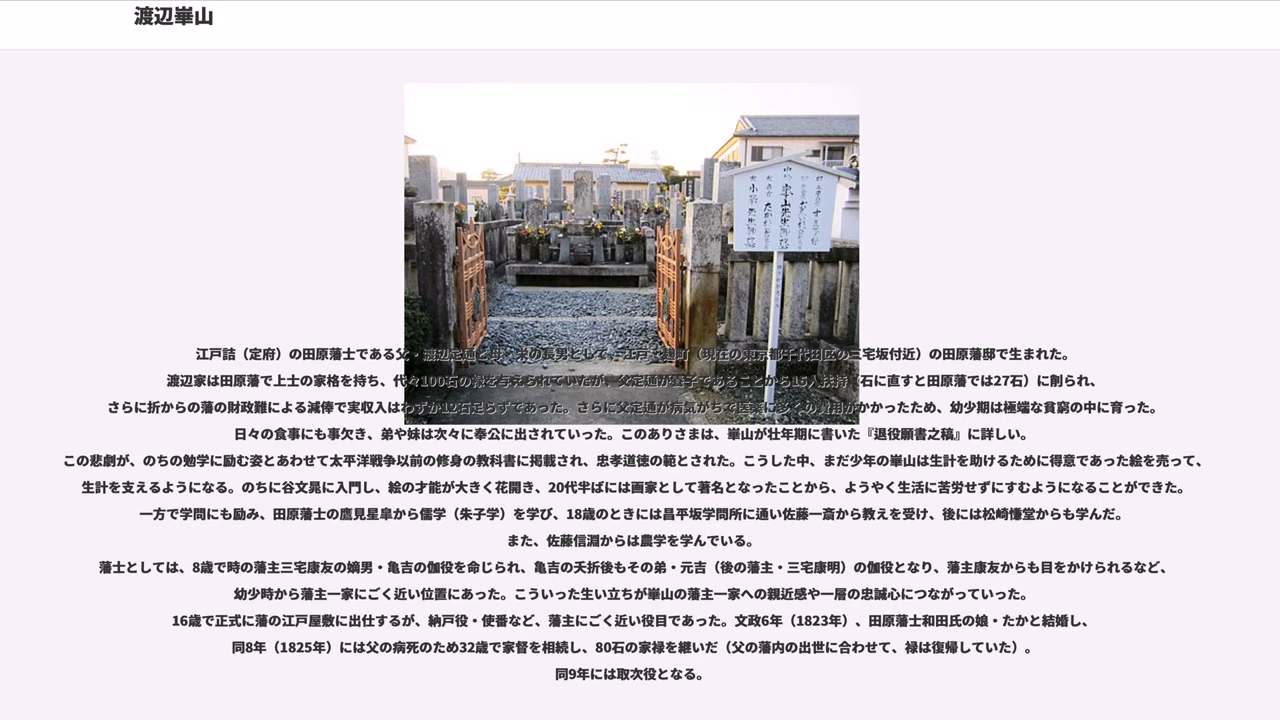 渡辺崋山
江戸詰（定府）の田原藩士である父・渡辺定通と母・栄の長男として、江戸・麹町（現在の東京都千代田区の三宅坂付近）の田原藩邸で生まれた。
渡辺家は田原藩で上士の家格を持ち、代々100石の禄を与えられていたが、父定通が養子であることから15人扶持（石に直すと田原藩では27石）に削られ、
さらに折からの藩の財政難による減俸で実収入はわずか12石足らずであった。さらに父定通が病気がちで医薬に多くの費用がかかったため、幼少期は極端な貧窮の中に育った。
日々の食事にも事欠き、弟や妹は次々に奉公に出されていった。このありさまは、崋山が壮年期に書いた『退役願書之稿』に詳しい。
この悲劇が、のちの勉学に励む姿とあわせて太平洋戦争以前の修身の教科書に掲載され、忠孝道徳の範とされた。こうした中、まだ少年の崋山は生計を助けるために得意であった絵を売って、
生計を支えるようになる。のちに谷文晁に入門し、絵の才能が大きく花開き、20代半ばには画家として著名となったことから、ようやく生活に苦労せずにすむようになることができた。
一方で学問にも励み、田原藩士の鷹見星皐から儒学（朱子学）を学び、18歳のときには昌平坂学問所に通い佐藤一斎から教えを受け、後には松崎慊堂からも学んだ。
また、佐藤信淵からは農学を学んでいる。
藩士としては、8歳で時の藩主三宅康友の嫡男・亀吉の伽役を命じられ、亀吉の夭折後もその弟・元吉（後の藩主・三宅康明）の伽役となり、藩主康友からも目をかけられるなど、
幼少時から藩主一家にごく近い位置にあった。こういった生い立ちが崋山の藩主一家への親近感や一層の忠誠心につながっていった。
16歳で正式に藩の江戸屋敷に出仕するが、納戸役・使番など、藩主にごく近い役目であった。文政6年（1823年）、田原藩士和田氏の娘・たかと結婚し、
同8年（1825年）には父の病死のため32歳で家督を相続し、80石の家禄を継いだ（父の藩内の出世に合わせて、禄は復帰していた）。
同9年には取次役となる。